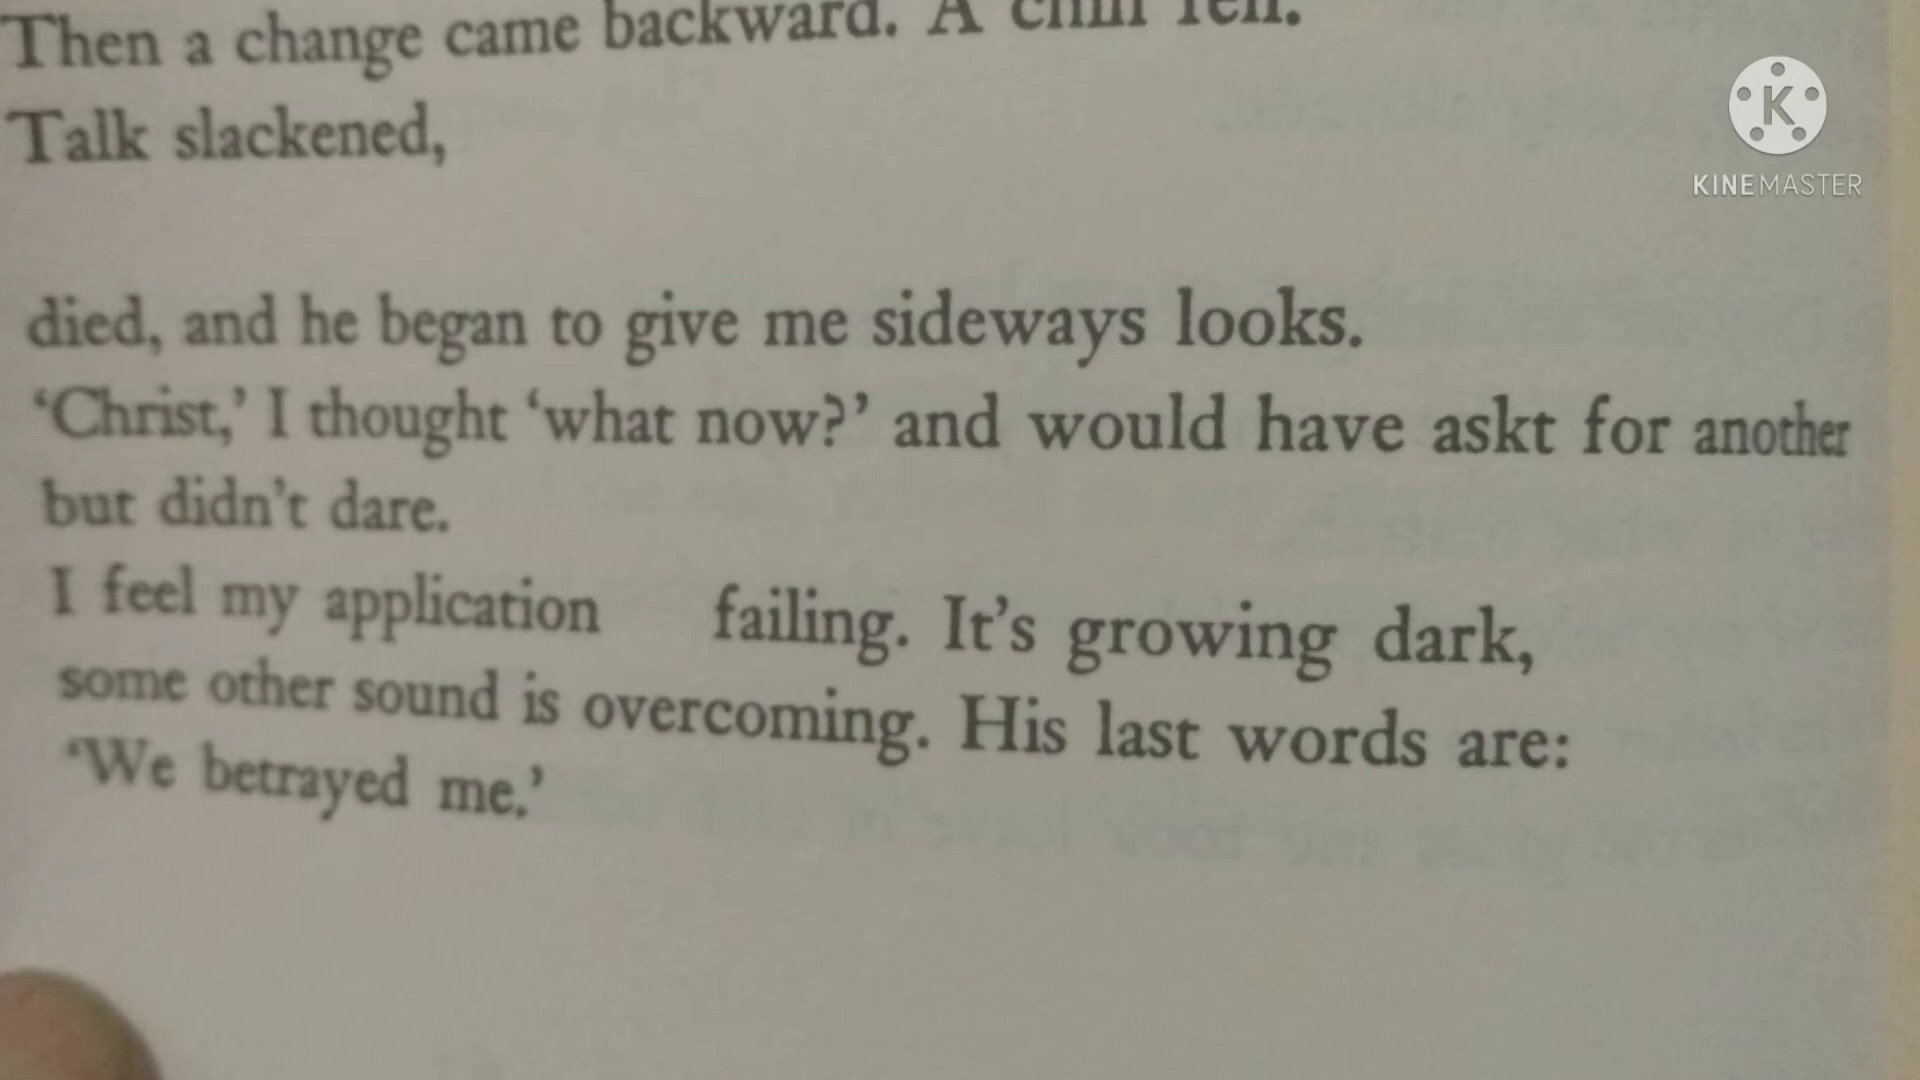 Then a change came backward. A chill fell.
Talk slackened,
died, and he began to give me sideways looks.
‘Christ,’ I thought ‘what now?’ and would have askt for another
but didn’t dare.
I feel my application failing. It’s growing dark,
some other sound is overcoming. His last words are:
‘We betrayed me.’
K
KINEMASTER